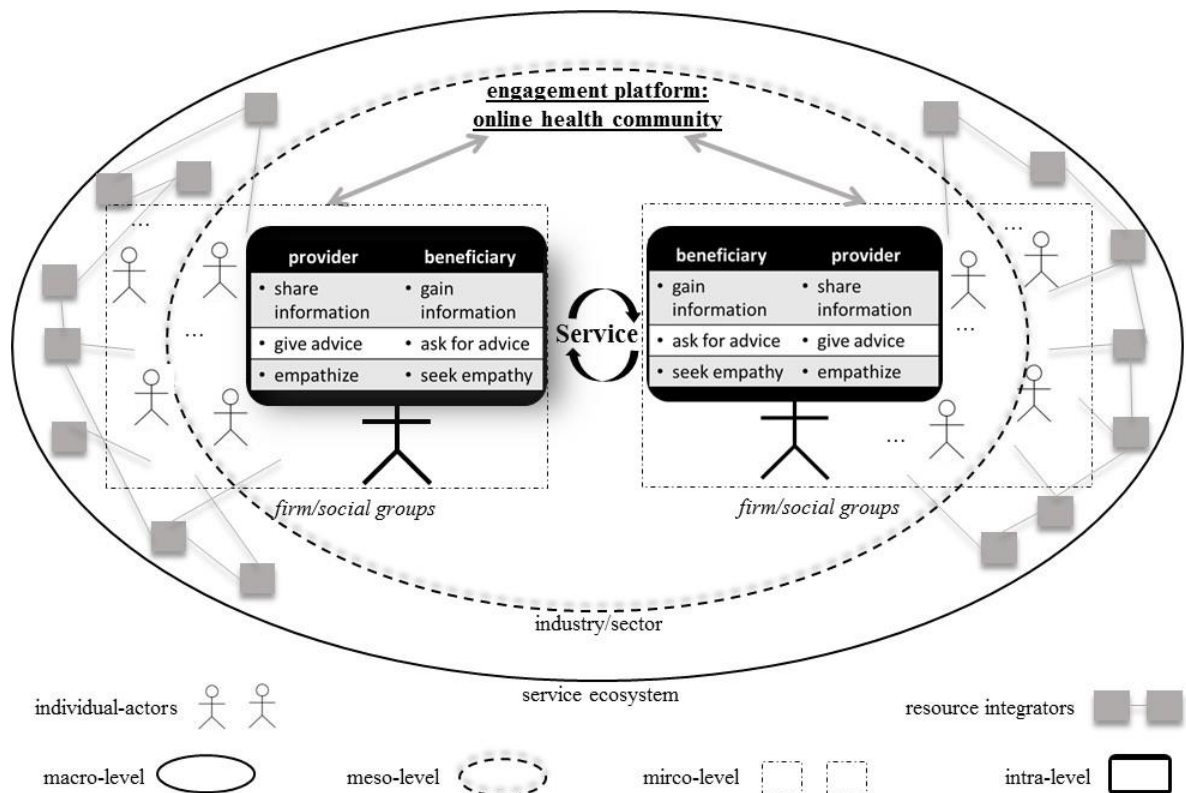 engagement platform:
online health community
...
...
...
...
...
provider beneficiary
• share information • gain information
• give advice • ask for advice
• empathize • seek empathy
Service
beneficiary provider
• gain information • share information
• ask for advice • give advice
• seek empathy • empathize
firm/social groups
firm/social groups
industry/sector
service ecosystem
individual-actors
resource integrators
macro-level
meso-level
mirco-level
intra-level